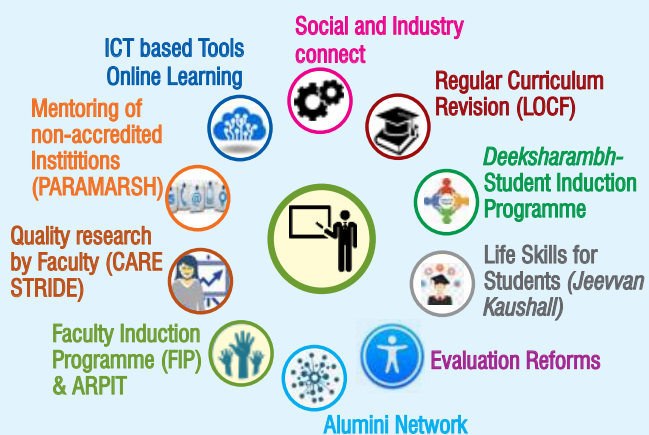 Social and Industry
connect
ICT based Tools
Online Learning
Regular Curriculum
Revision (LOCF)
Mentoring of
non-accredited
Instititions
(PARAMARSH)
Deeksharambh-
Student Induction
Programme
Quality research
by Faculty (CARE
STRIDE)
Life Skills for
Students (Jeevvan
Kaushall)
Faculty Induction
Programme (FIP)
& ARPIT
Evaluation Reforms
Alumini Network